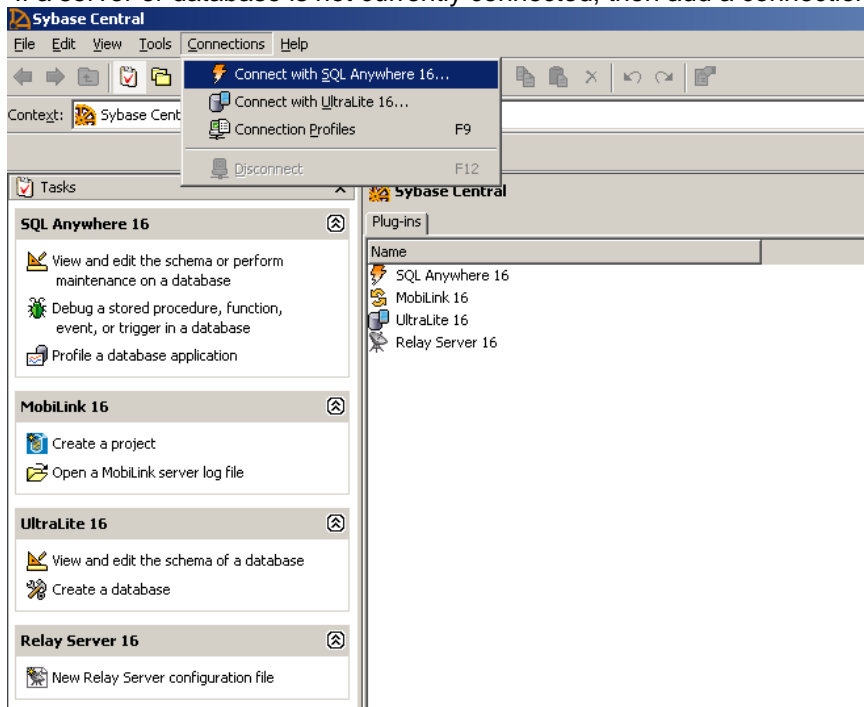 If a server or database is not currently connected, then add a connection
Sybase Central
File Edit View Tools Connections Help
Connect with SQL Anywhere 16...
Connect with UltraLite 16...
Connection Profiles F9
Disconnect F12
Context: Sybase Cent
Tasks
Sybase Central
SQL Anywhere 16
View and edit the schema or perform
maintenance on a database
Debug a stored procedure, function,
event, or trigger in a database
Profile a database application
MobiLink 16
Create a project
Open a MobiLink server log file
UltraLite 16
View and edit the schema of a database
Create a database
Relay Server 16
New Relay Server configuration file
Plug-ins
Name
SQL Anywhere 16
MobiLink 16
UltraLite 16
Relay Server 16